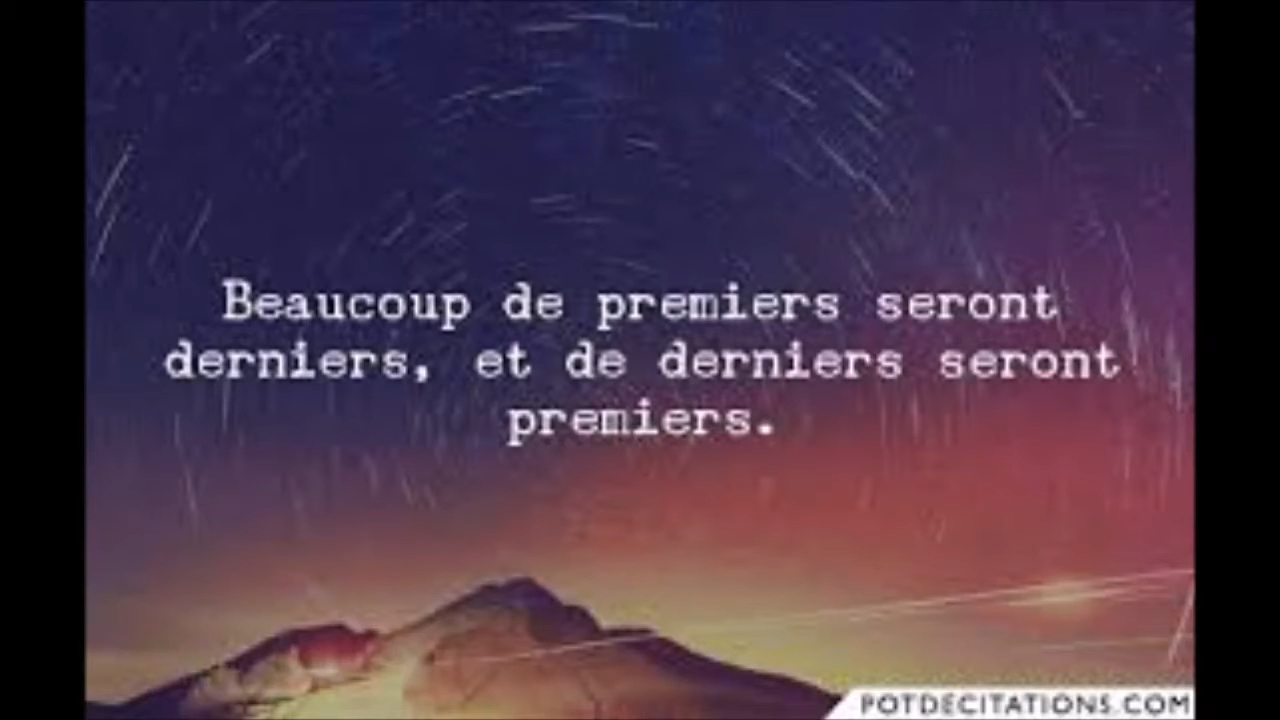 Beaucoup de premiers seront
derniers, et de derniers seront
premiers.
POTDECITATIONS.COM